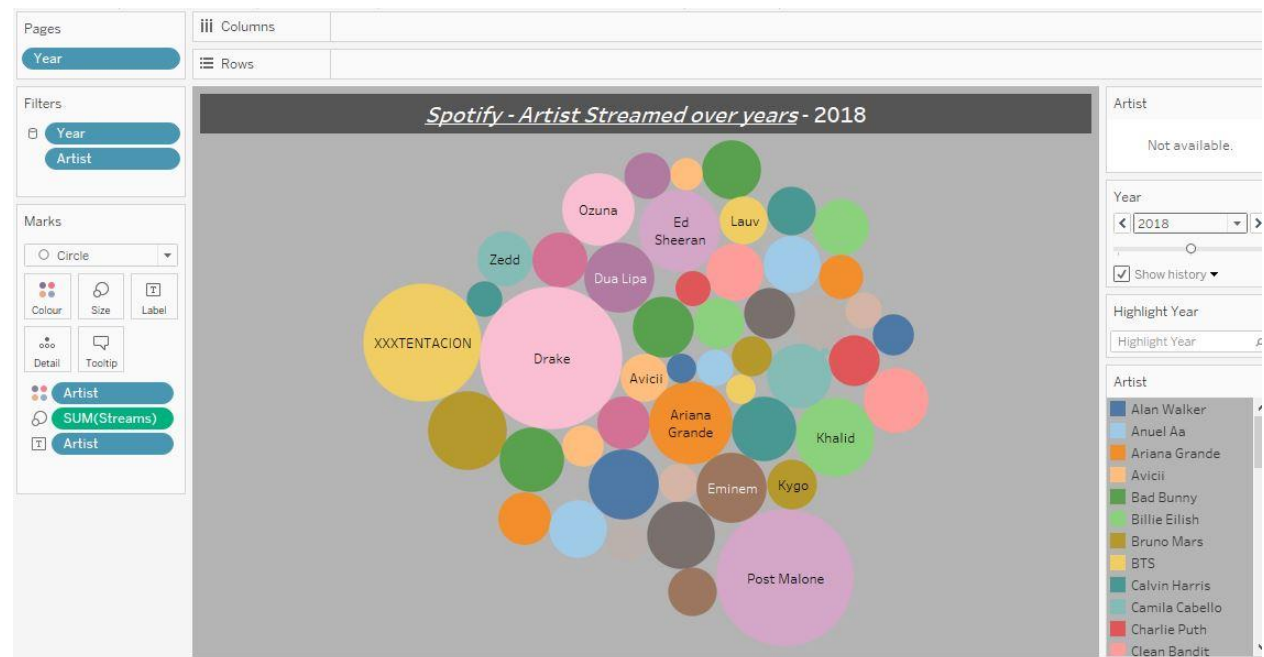 Pages
Year
Filters
Year
Artist
Marks
Circle
Colour
Size
Label
Detail
Tooltip
Artist
SUM(Streams)
Artist
Columns
Rows
Spotify - Artist Streamed over years - 2018
Ozuna
Ed
Sheeran
Lauv
Zedd
Dua Lipa
XXXTENTACION
Drake
Avicii
Ariana
Grande
Khalid
Eminem
Kygo
Post Malone
Artist
Not available.
Year
2018
Show history
Highlight Year
Highlight Year
Artist
Alan Walker
Anuel Aa
Ariana Grande
Avicii
Bad Bunny
Billie Eilish
Bruno Mars
BTS
Calvin Harris
Camila Cabello
Charlie Puth
Clean Bandit